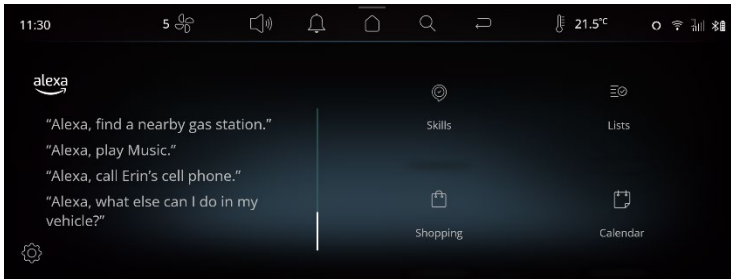 11:30
5
21.5°C
alexa
“Alexa, find a nearby gas station.”
“Alexa, play Music.”
“Alexa, call Erin’s cell phone.”
“Alexa, what else can I do in my
vehicle?”
Skills
Lists
Shopping
Calendar